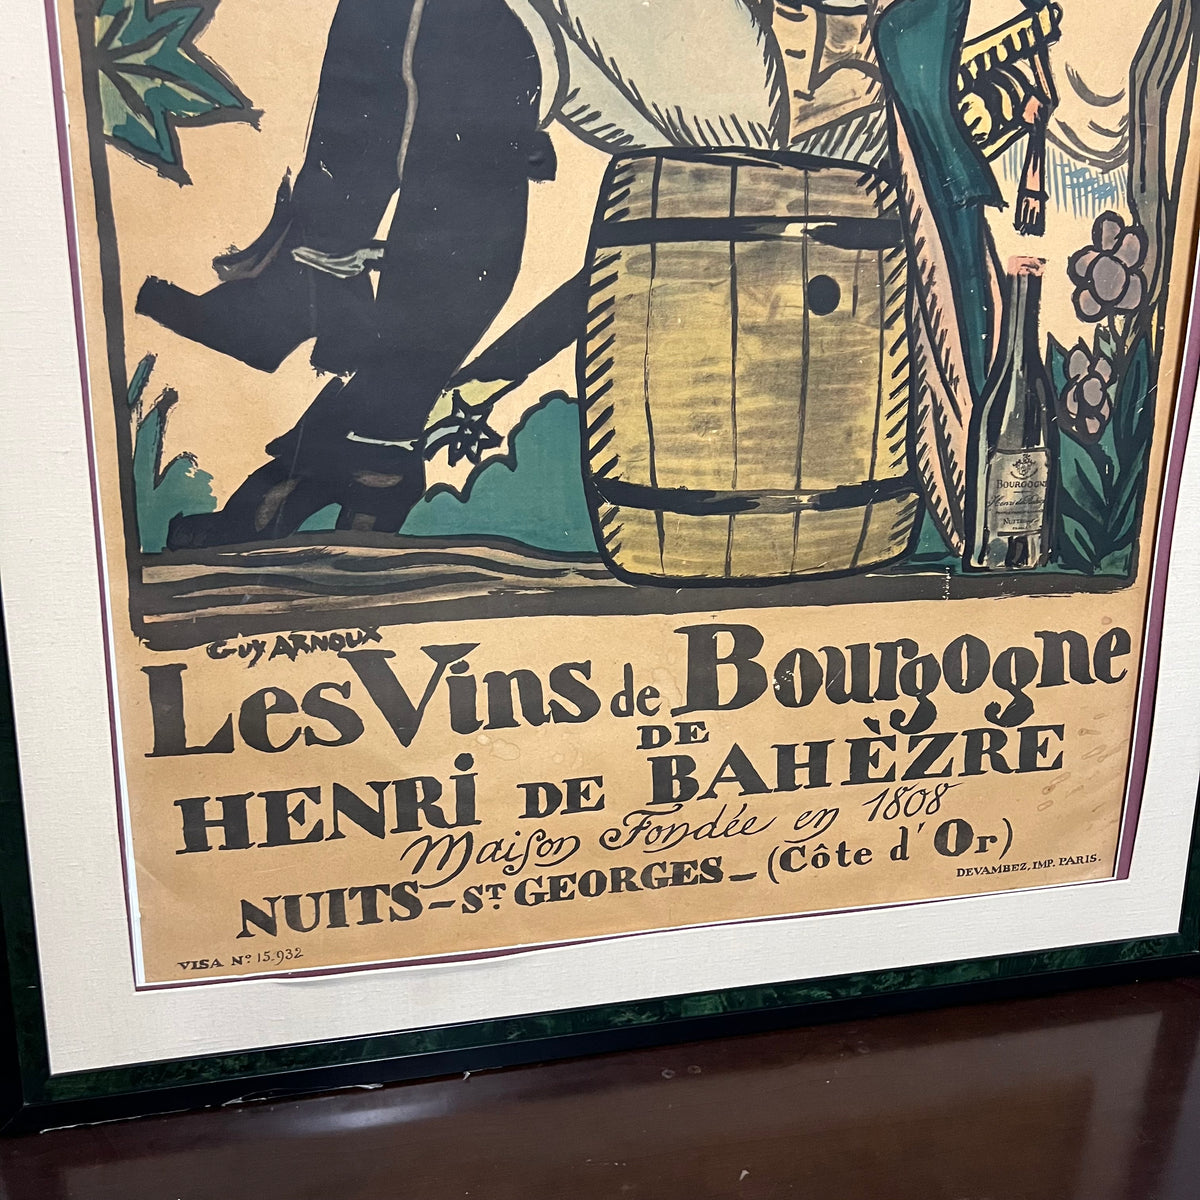 BOURGOGNE
NUITS
GUY ARNOUX
Les Vins de Bourgogne
DE
HENRi DE BAHÈZRE
Maison Fondée en 1808
NUITS-ST. GEORGES-(Côte d'Or)
DEVAMBEZ, IMP. PARIS.
VISA No 15.932